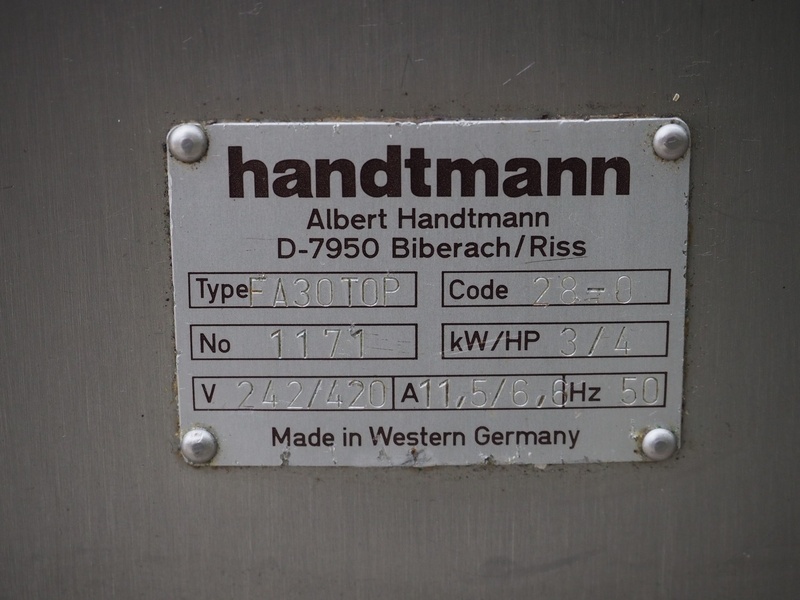 handtmann
Albert Handtmann
D-7950 Biberach/Riss
Type FA30TOP Code 28-0
No 1171 kW/HP 3/4
V 242/420 A 11,5/6,6 Hz 50
Made in Western Germany